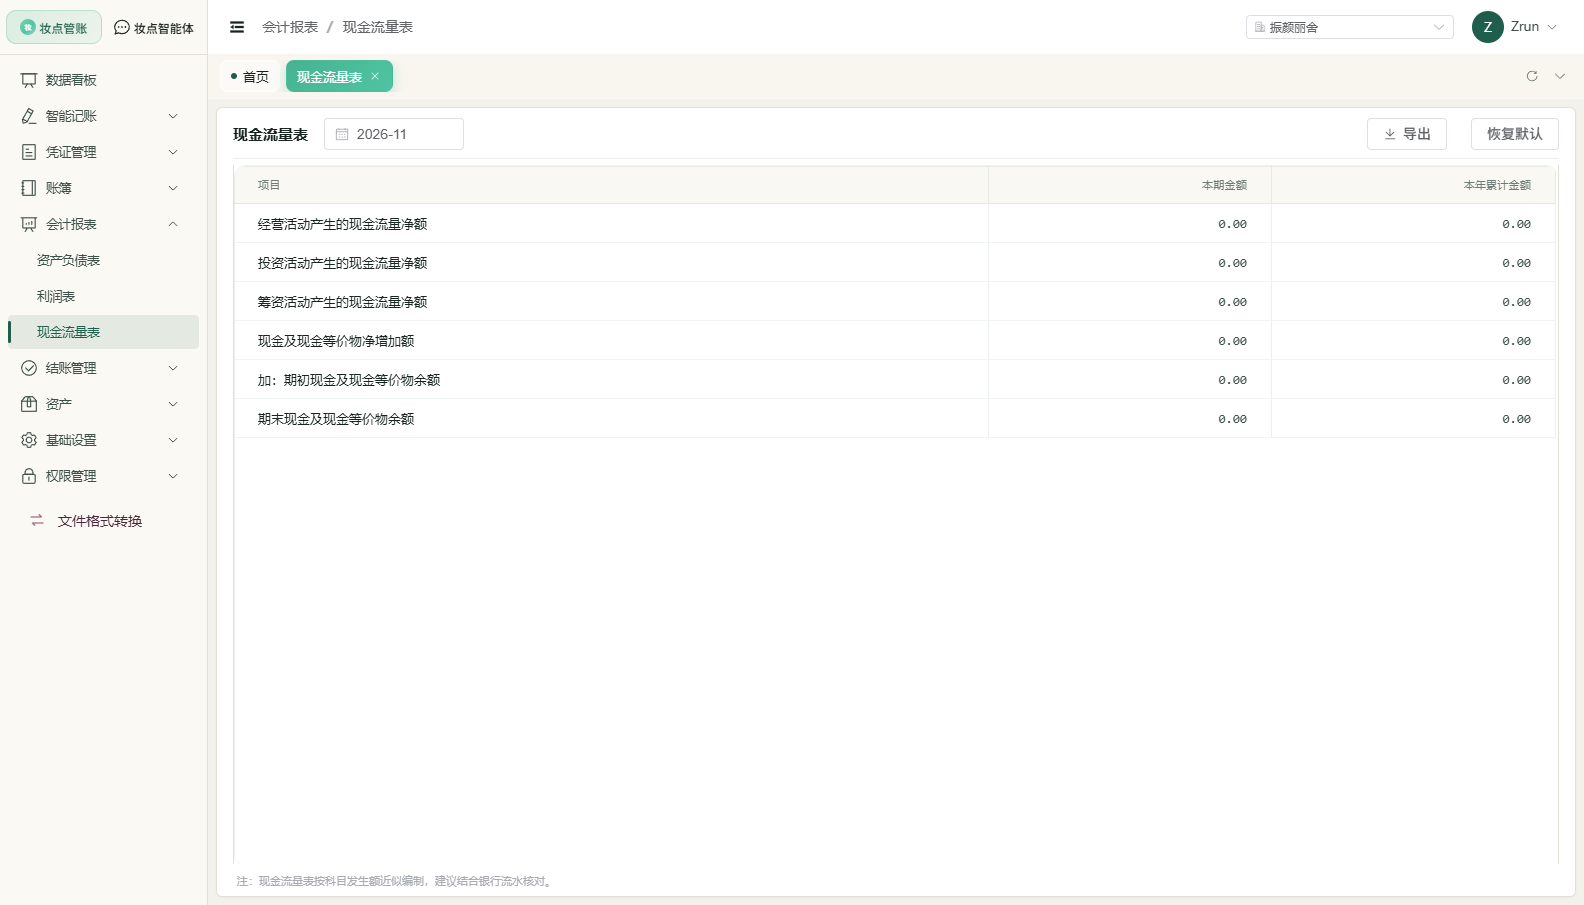 妆点管账
妆点智能体
会计报表 / 现金流量表
振颜丽舍
Z
Zrun
数据看板
智能记账
凭证管理
账簿
会计报表
资产负债表
利润表
现金流量表
结账管理
资产
基础设置
权限管理
文件格式转换
首页
现金流量表
现金流量表
2026-11
导出
恢复默认
项目 本期金额 本年累计金额
经营活动产生的现金流量净额 0.00 0.00
投资活动产生的现金流量净额 0.00 0.00
筹资活动产生的现金流量净额 0.00 0.00
现金及现金等价物净增加额 0.00 0.00
加：期初现金及现金等价物余额 0.00 0.00
期末现金及现金等价物余额 0.00 0.00
注：现金流量表按科目发生额近似编制，建议结合银行流水核对。